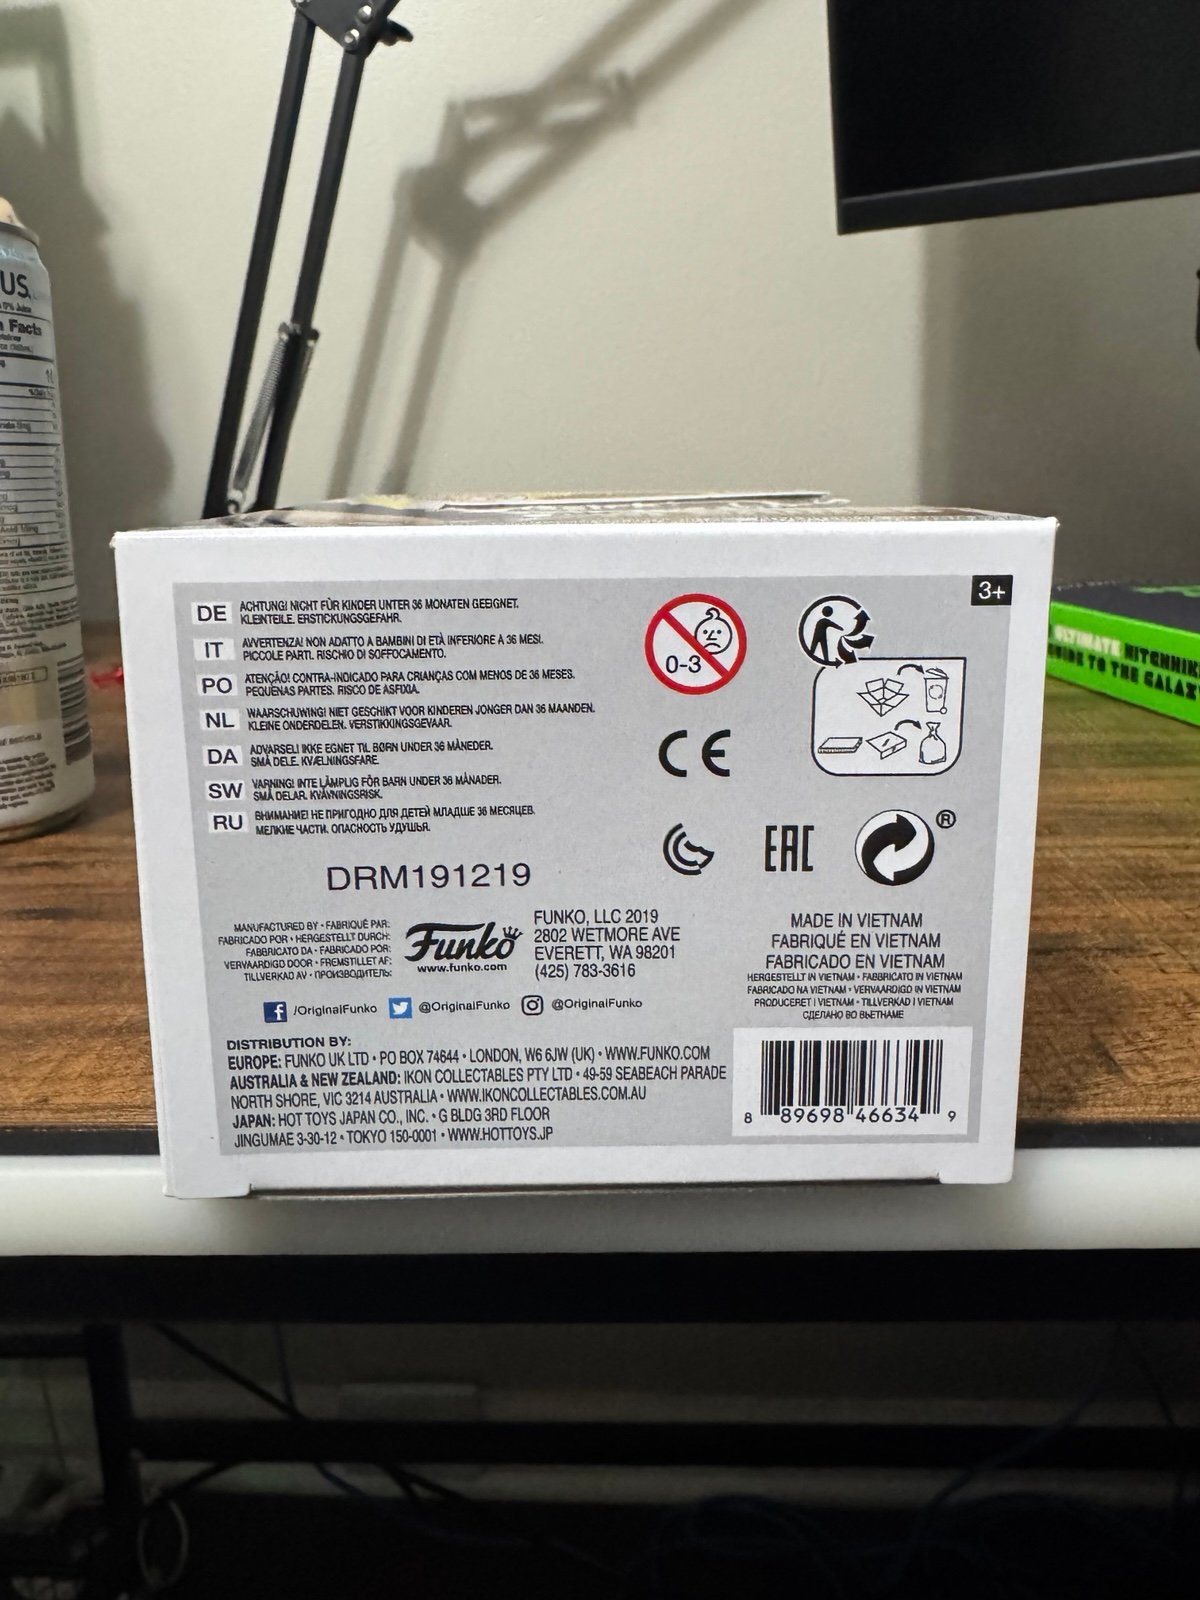 US,
0% Juice
n Facts
3+
DE ACHTUNG! NICHT FÜR KINDER UNTER 36 MONATEN GEEIGNET.
KLEINTEILE. ERSTICKUNGSGEFAHR.
IT AVVERTENZA! NON ADATTO A BAMBINI DI ETÀ INFERIORE A 36 MESI.
PICCOLE PARTI. RISCHIO DI SOFFOCAMENTO.
PO ATENÇÃO! CONTRA-INDICADO PARA CRIANÇAS COM MENOS DE 36 MESES.
PEQUENAS PARTES. RISCO DE ASFIXIA.
NL WAARSCHUWING! NIET GESCHIKT VOOR KINDEREN JONGER DAN 36 MAANDEN.
KLEINE ONDERDELEN. VERSTIKKINGSGEVAAR.
DA ADVARSEL! IKKE EGNET TIL BØRN UNDER 36 MÅNEDER.
SMÅ DELE. KVÆLNINGSFARE.
SW VARNING! INTE LÄMPLIG FÖR BARN UNDER 36 MÅNADER.
SMÅ DELAR. KVÄVNINGSRISK.
RU ВНИМАНИЕ! НЕ ПРИГОДНО ДЛЯ ДЕТЕЙ МЛАДШЕ 36 МЕСЯЦЕВ.
МЕЛКИЕ ЧАСТИ. ОПАСНОСТЬ УДУШЬЯ.
0-3
CE
EAC
®
DRM191219
MANUFACTURED BY • FABRIQUÉ PAR:
FABRICADO POR • HERGESTELLT DURCH:
FABBRICATO DA • FABRICADO POR:
VERVAARDIGD DOOR • FREMSTILLET AF:
TILLVERKAD AV • ПРОИЗВОДИТЕЛЬ:
Funko
www.funko.com
FUNKO, LLC 2019
2802 WETMORE AVE
EVERETT, WA 98201
(425) 783-3616
MADE IN VIETNAM
FABRIQUÉ EN VIETNAM
FABRICADO EN VIETNAM
HERGESTELLT IN VIETNAM • FABBRICATO IN VIETNAM
FABRICADO NA VIETNAM • VERVAARDIGD IN VIETNAM
PRODUCERET I VIETNAM • TILLVERKAD I VIETNAM
СДЕЛАНО ВО ВЬЕТНАМЕ
/OriginalFunko @OriginalFunko @OriginalFunko
DISTRIBUTION BY:
EUROPE: FUNKO UK LTD • PO BOX 74644 • LONDON, W6 6JW (UK) • WWW.FUNKO.COM
AUSTRALIA & NEW ZEALAND: IKON COLLECTABLES PTY LTD • 49-59 SEABEACH PARADE
NORTH SHORE, VIC 3214 AUSTRALIA • WWW.IKONCOLLECTABLES.COM.AU
JAPAN: HOT TOYS JAPAN CO., INC. • G BLDG 3RD FLOOR
JINGUMAE 3-30-12 • TOKYO 150-0001 • WWW.HOTTOYS.JP
8 89698 46634 9
ULTIMATE HITCHHIK
GUIDE TO THE GALAX